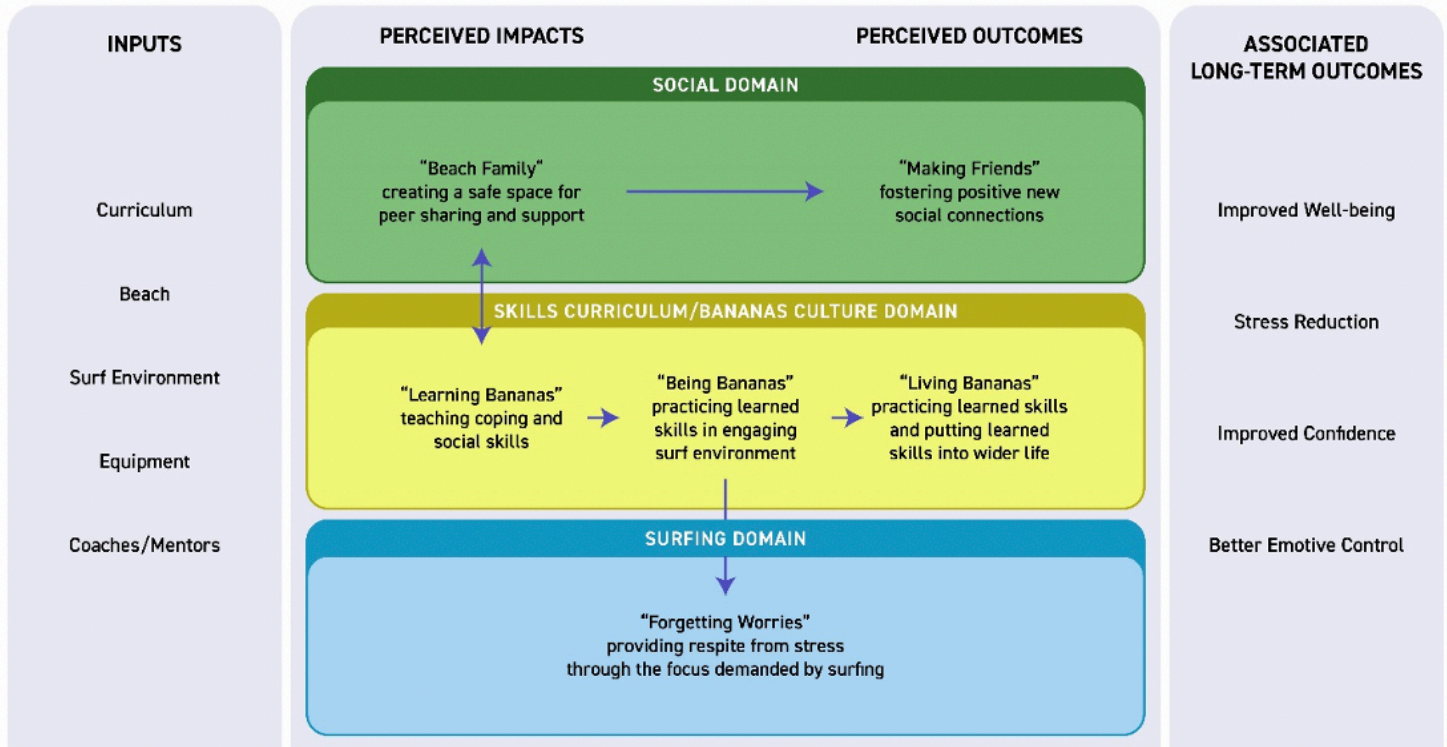 INPUTS
Curriculum
Beach
Surf Environment
Equipment
Coaches/Mentors
PERCEIVED IMPACTS
PERCEIVED OUTCOMES
SOCIAL DOMAIN
“Beach Family“
creating a safe space for
peer sharing and support
“Making Friends”
fostering positive new
social connections
SKILLS CURRICULUM/BANANAS CULTURE DOMAIN
“Learning Bananas”
teaching coping and
social skills
“Being Bananas”
practicing learned
skills in engaging
surf environment
“Living Bananas”
practicing learned skills
and putting learned
skills into wider life
SURFING DOMAIN
“Forgetting Worries”
providing respite from stress
through the focus demanded by surfing
ASSOCIATED
LONG-TERM OUTCOMES
Improved Well-being
Stress Reduction
Improved Confidence
Better Emotive Control